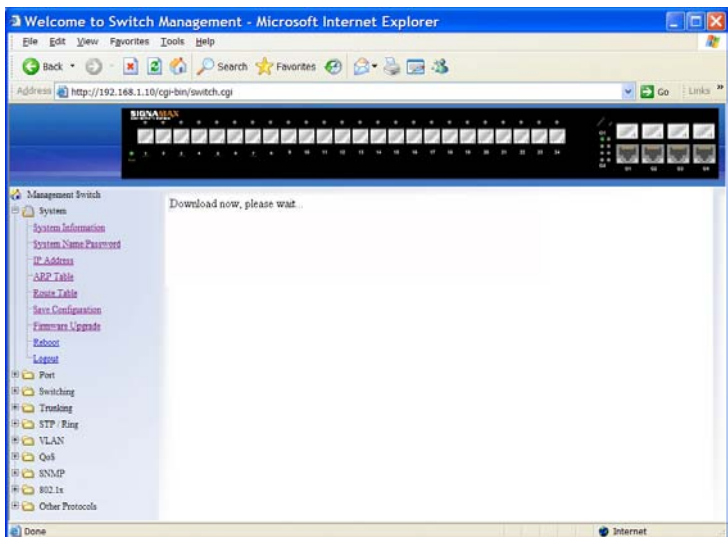 Welcome to Switch Management - Microsoft Internet Explorer
File Edit View Favorites Tools Help
Back Search Favorites
Address http://192.168.1.10/cgi-bin/switch.cgi Go Links »
SIGNAMAX
Management Switch
Download now, please wait...
System
System Information
System Name/Password
IP Address
ARP Table
Route Table
Save Configuration
Firmware Upgrade
Reboot
Logout
Port
Switching
Trunking
STP / Ring
VLAN
QoS
SNMP
802.1x
Other Protocols
Done Internet